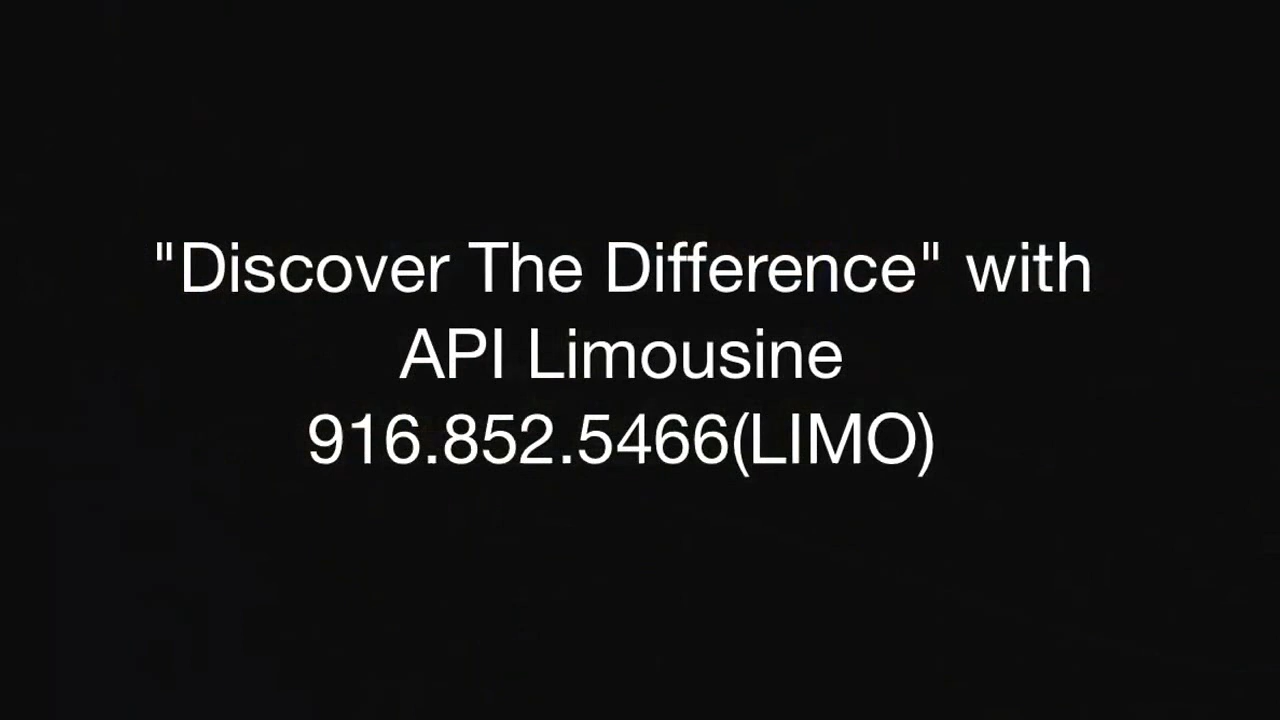 "Discover The Difference" with
API Limousine
916.852.5466(LIMO)